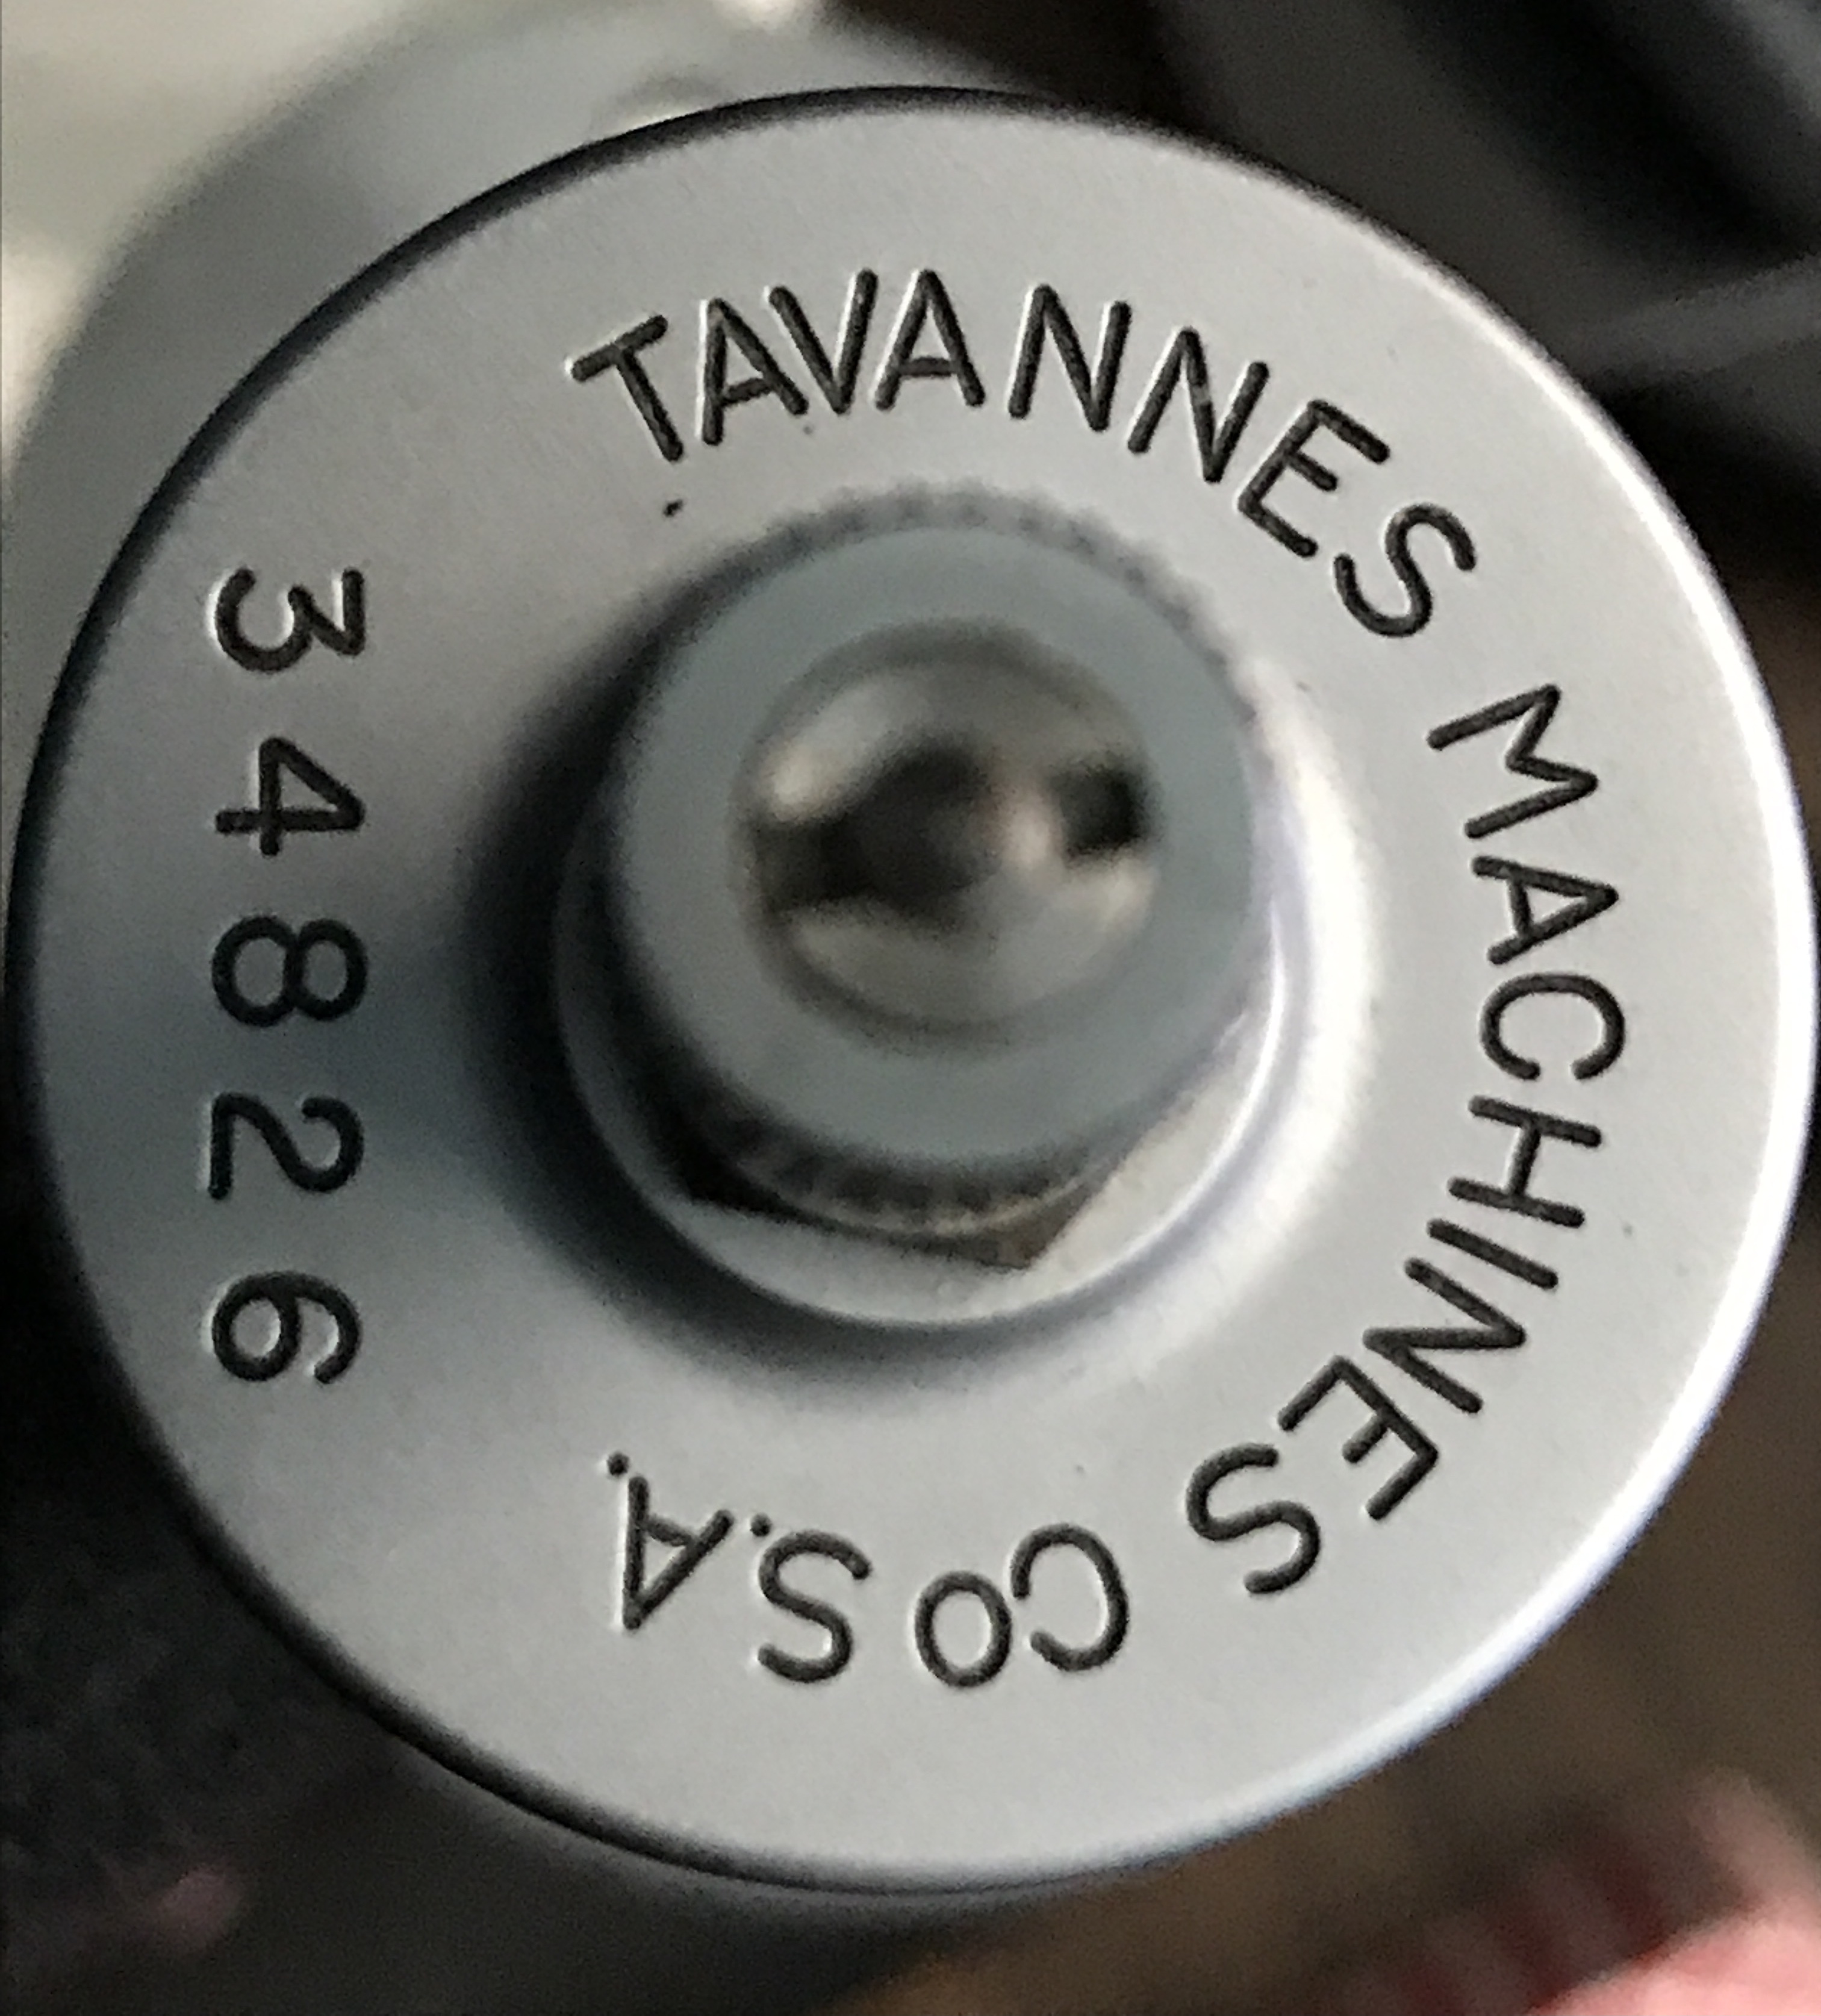 TAVANNES MACHINES Co S.A.
34826